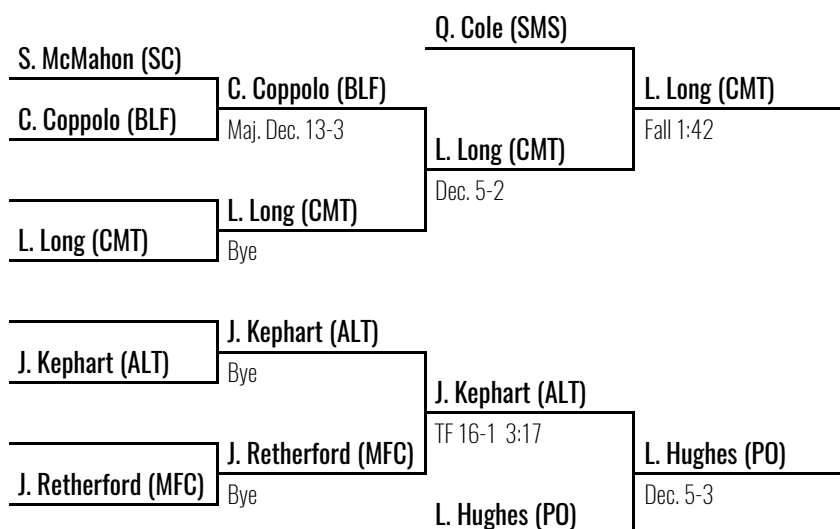 Q. Cole (SMS)
S. McMahon (SC)
C. Coppolo (BLF)
L. Long (CMT)
C. Coppolo (BLF)
Maj. Dec. 13-3
Fall 1:42
L. Long (CMT)
Dec. 5-2
L. Long (CMT)
L. Long (CMT)
Bye
J. Kephart (ALT)
J. Kephart (ALT)
Bye
J. Kephart (ALT)
TF 16-1 3:17
J. Retherford (MFC)
L. Hughes (PO)
J. Retherford (MFC)
Bye
Dec. 5-3
L. Hughes (PO)